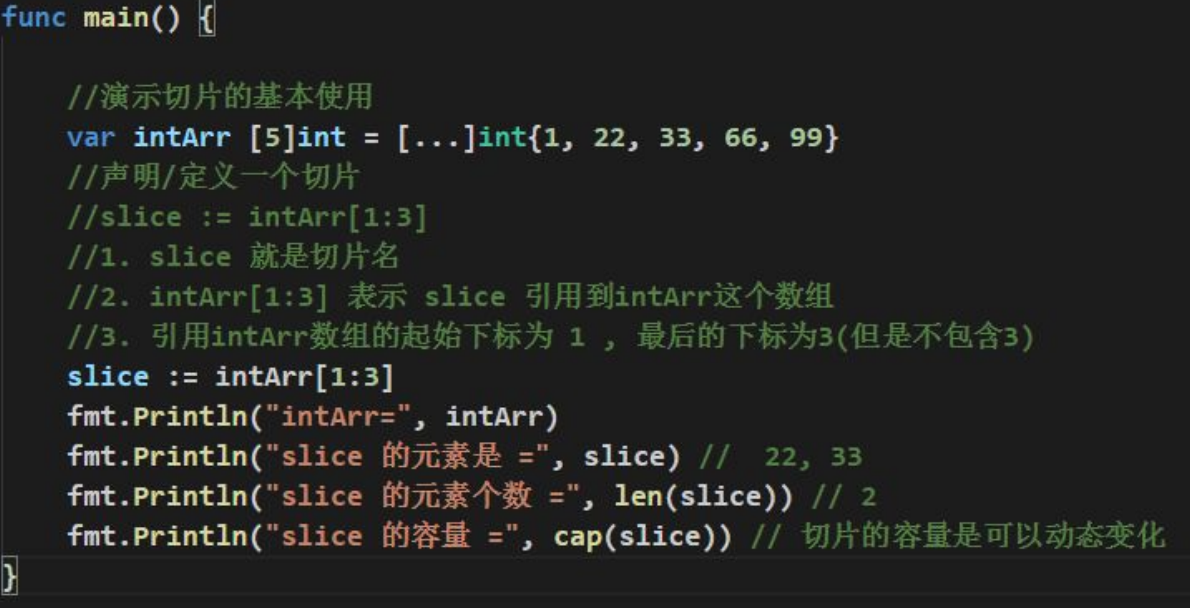 func main() {
//演示切片的基本使用
var intArr [5]int = [...]int{1, 22, 33, 66, 99}
//声明/定义一个切片
//slice := intArr[1:3]
//1. slice 就是切片名
//2. intArr[1:3] 表示 slice 引用到intArr这个数组
//3. 引用intArr数组的起始下标为 1 , 最后的下标为3(但是不包含3)
slice := intArr[1:3]
fmt.Println("intArr=", intArr)
fmt.Println("slice 的元素是 =", slice) //  22, 33
fmt.Println("slice 的元素个数 =", len(slice)) // 2
fmt.Println("slice 的容量 =", cap(slice)) // 切片的容量是可以动态变化
}